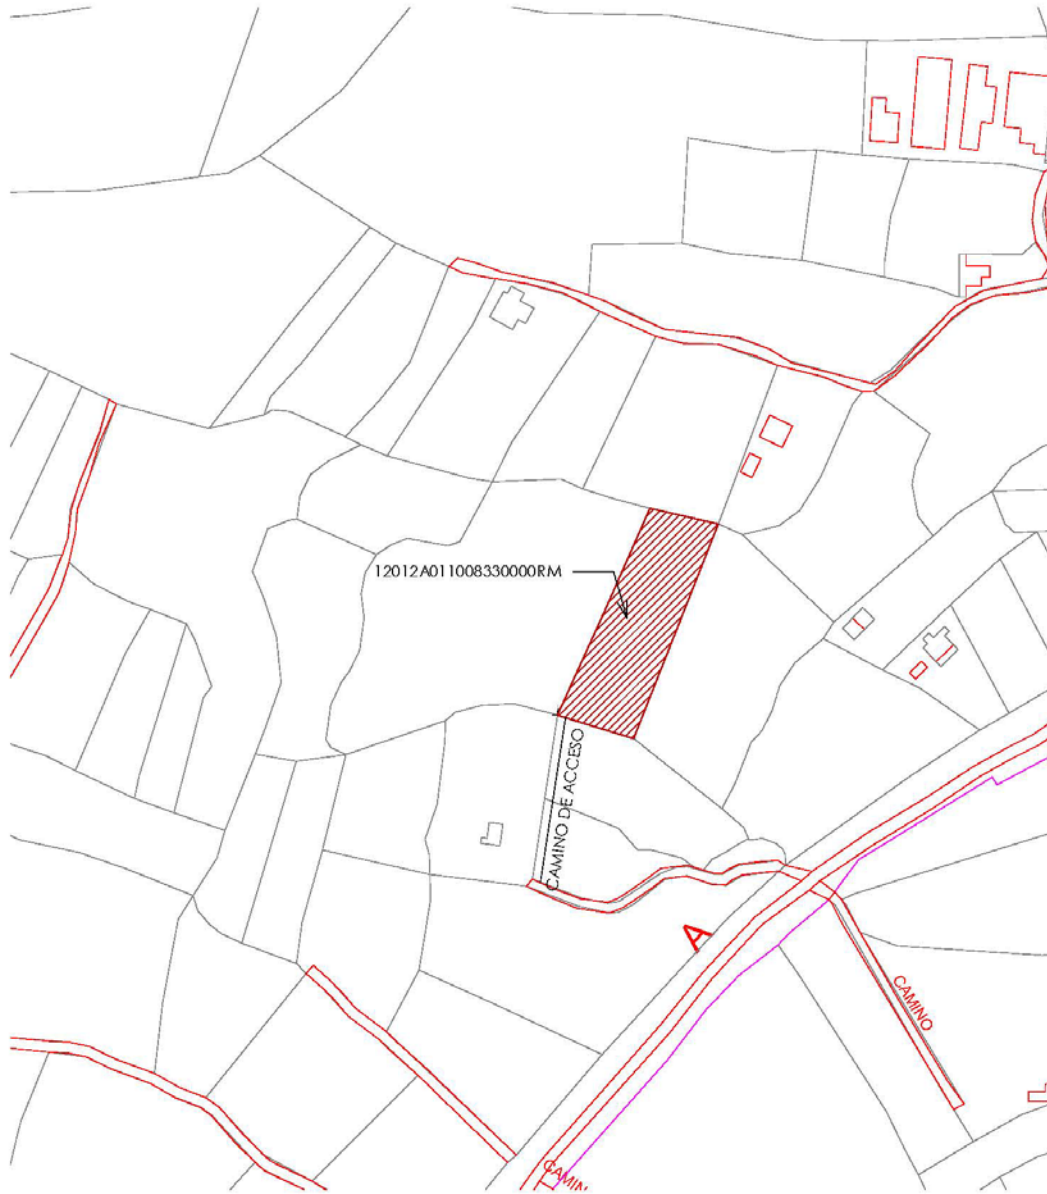 12012A011008330000RM
CAMINO DE ACCESO
A
CAMINO
CAMIN